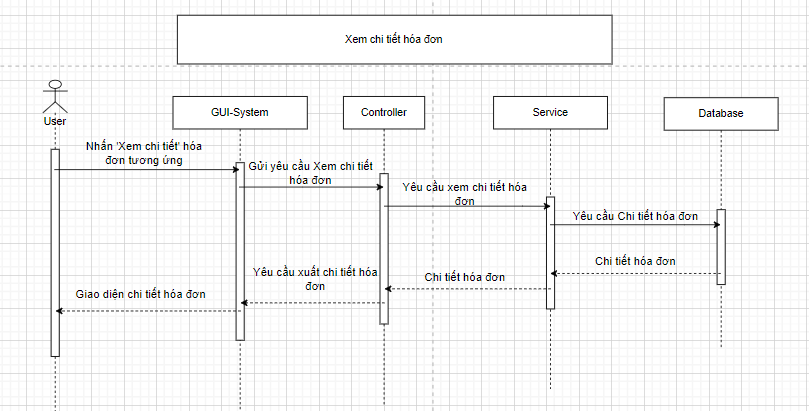 Xem chi tiết hóa đơn
User
GUI-System
Controller
Service
Database
Nhấn 'Xem chi tiết' hóa
đơn tương ứng
Gửi yêu cầu Xem chi tiết
hóa đơn
Yêu cầu xem chi tiết hóa
đơn
Yêu cầu Chi tiết hóa đơn
Chi tiết hóa đơn
Chi tiết hóa đơn
Yêu cầu xuất chi tiết hóa
đơn
Giao diện chi tiết hóa đơn